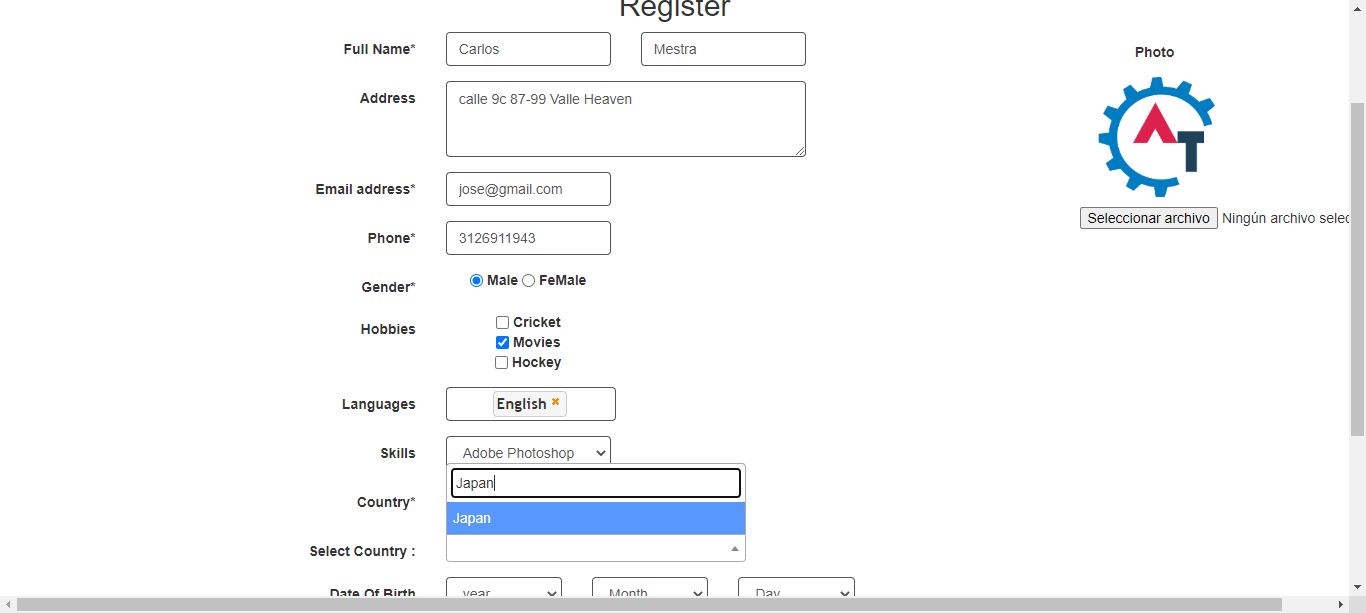 Register
Full Name* Carlos Mestra
Photo
Address calle 9c 87-99 Valle Heaven
AT
Email address* jose@gmail.com
Seleccionar archivo Ningún archivo selec
Phone* 3126911943
Gender* Male FeMale
Hobbies Cricket
Movies
Hockey
Languages English
Skills Adobe Photoshop
Japan
Country*
Japan
Select Country :
Date Of Birth year Month Day